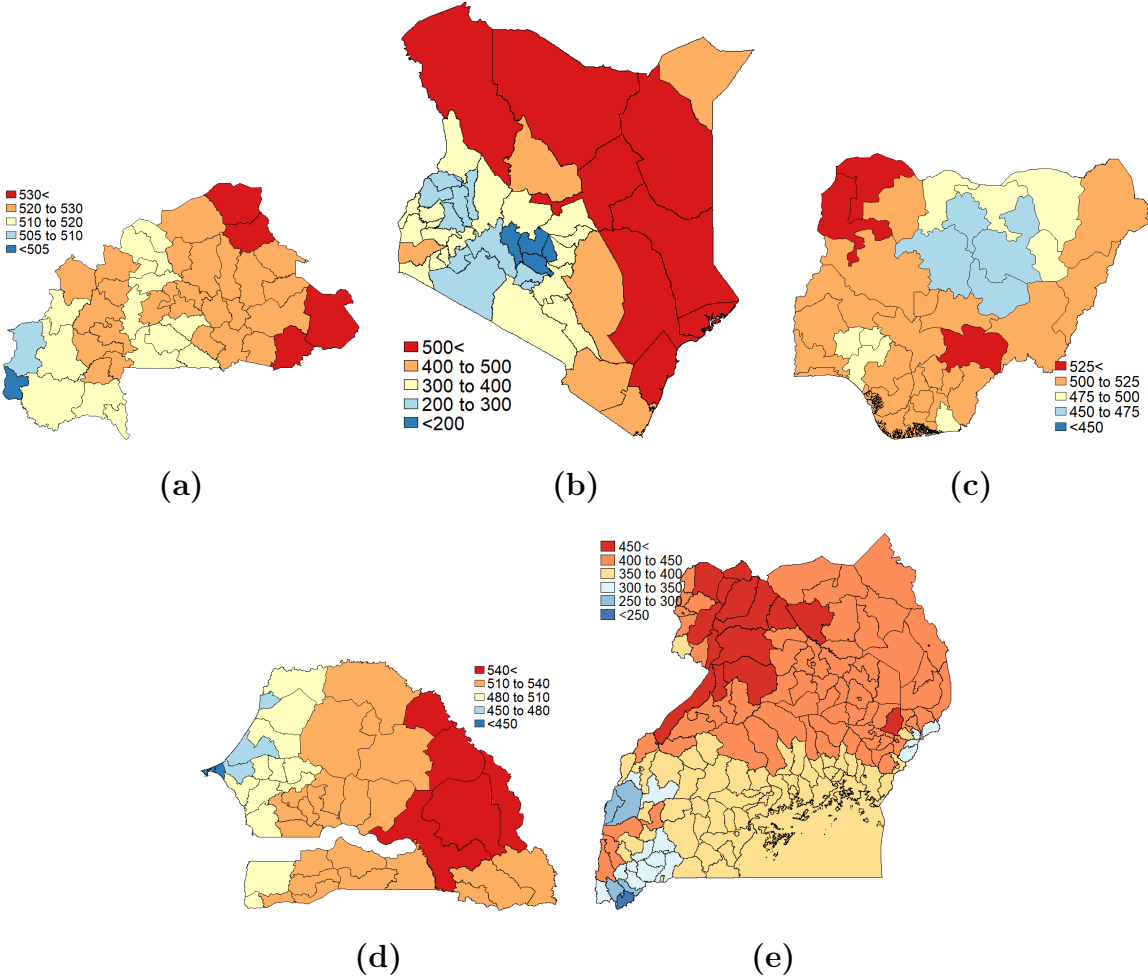 530<
520 to 530
510 to 520
505 to 510
<505
(a)
500<
400 to 500
300 to 400
200 to 300
<200
(b)
525<
500 to 525
475 to 500
450 to 475
<450
(c)
540<
510 to 540
480 to 510
450 to 480
<450
(d)
450<
400 to 450
350 to 400
300 to 350
250 to 300
<250
(e)